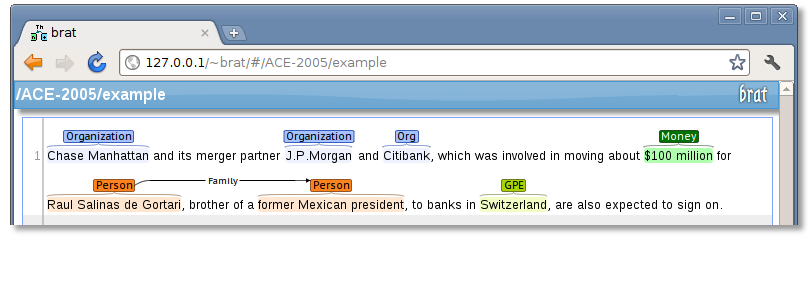 brat
127.0.0.1/~brat/#/ACE-2005/example
/ACE-2005/example brat
Organization Organization Org Money
1 Chase Manhattan and its merger partner J.P.Morgan and Citibank, which was involved in moving about $100 million for
Person Family Person GPE
Raul Salinas de Gortari, brother of a former Mexican president, to banks in Switzerland, are also expected to sign on.